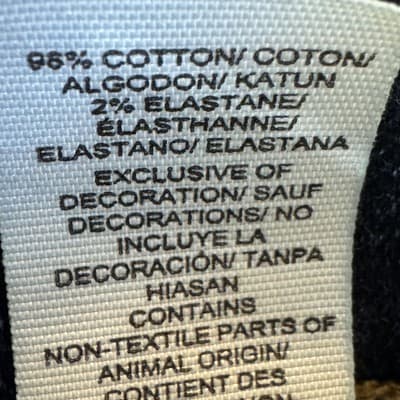 98% COTTON/ COTON/
ALGODON/ KATUN
2% ELASTANE/
ÉLASTHANNE/
ELASTANO/ ELASTANA
EXCLUSIVE OF
DECORATION/ SAUF
DECORATIONS/ NO
INCLUYE LA
DECORACIÓN/ TANPA
HIASAN
CONTAINS
NON-TEXTILE PARTS OF
ANIMAL ORIGIN/
CONTIENT DES
NON